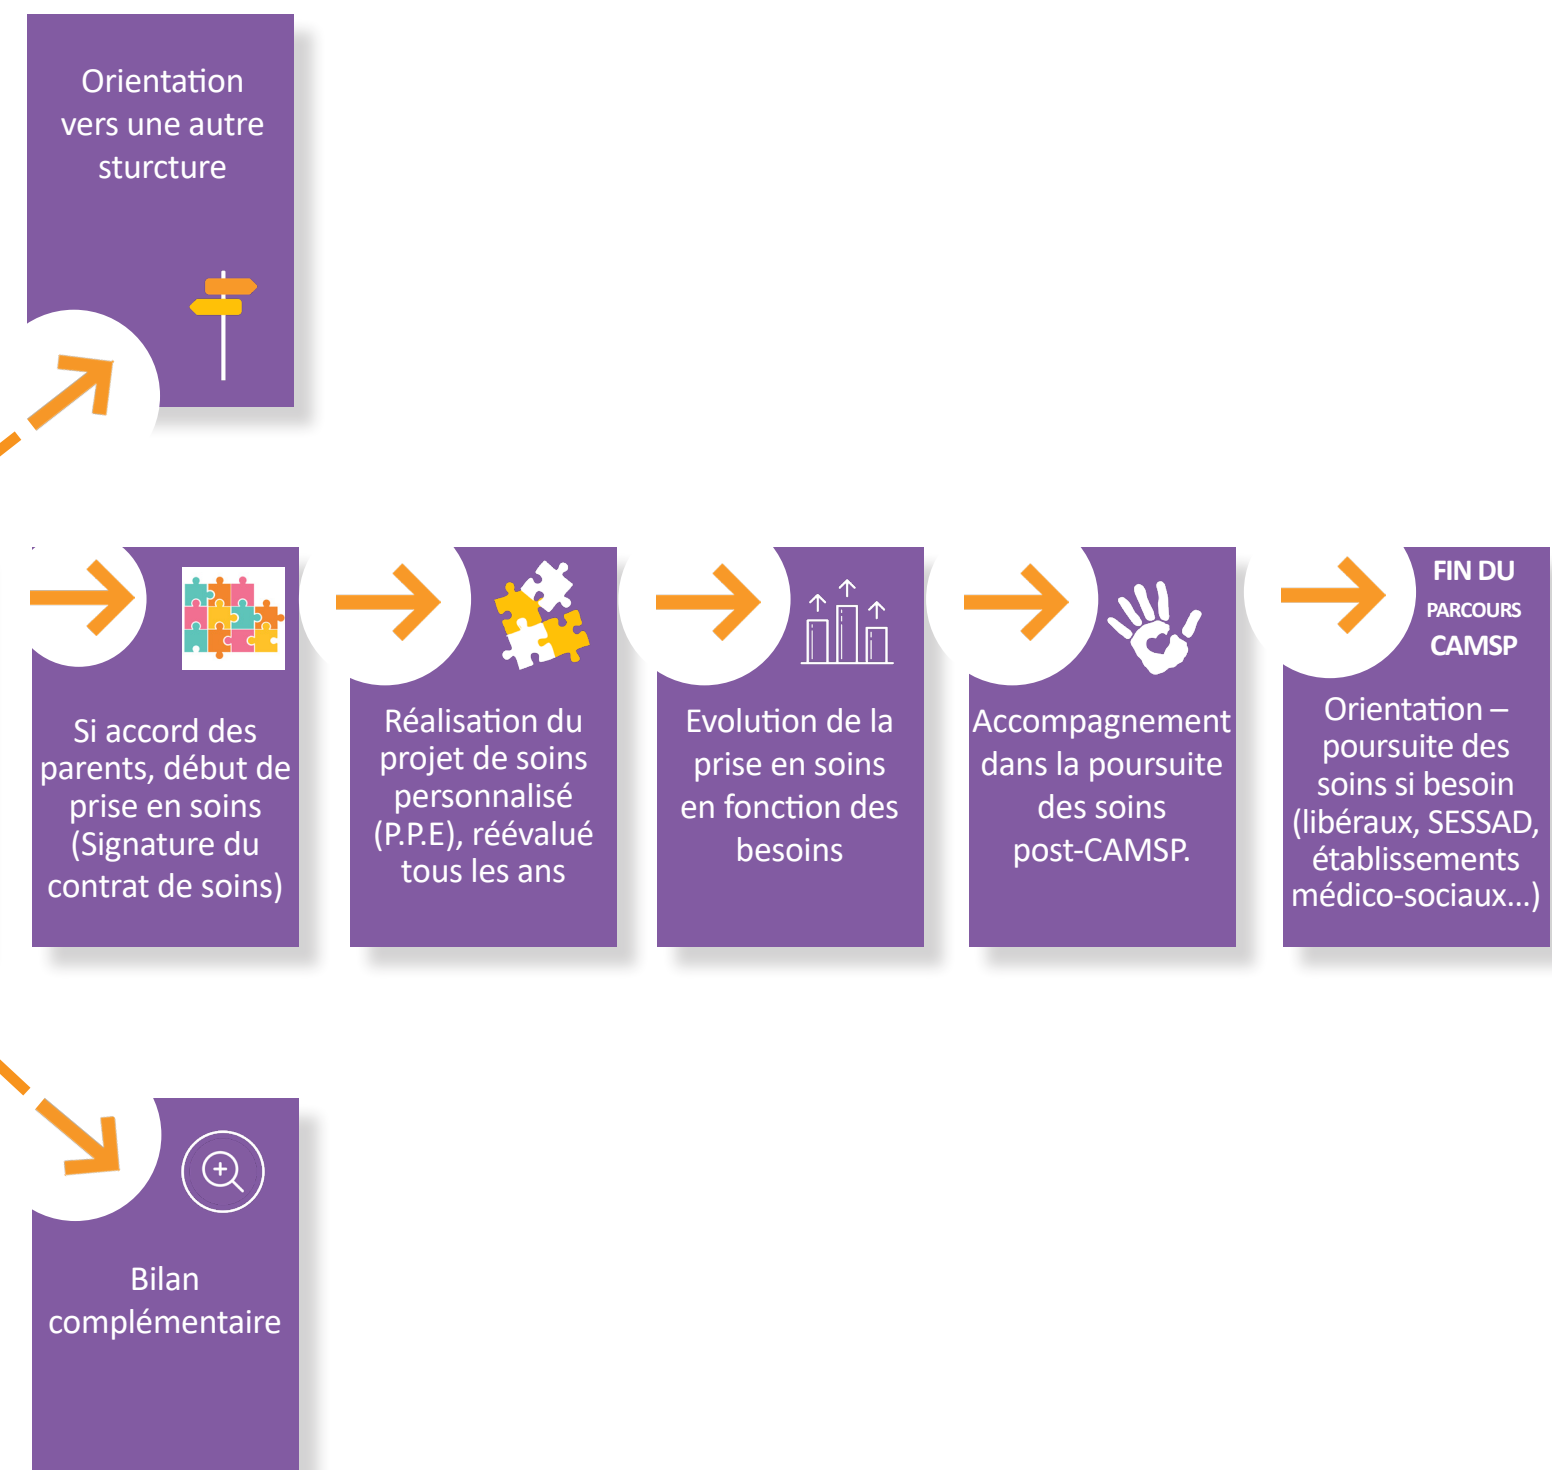 Orientation
vers une autre
sturcture
Si accord des
parents, début de
prise en soins
(Signature du
contrat de soins)
Réalisation du
projet de soins
personnalisé
(P.P.E), réévalué
tous les ans
Evolution de la
prise en soins
en fonction des
besoins
Accompagnement
dans la poursuite
des soins
post-CAMSP.
FIN DU
PARCOURS
CAMSP
Orientation –
poursuite des
soins si besoin
(libéraux, SESSAD,
établissements
médico-sociaux...)
Bilan
complémentaire